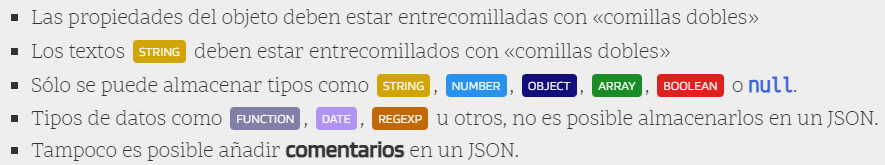 Las propiedades del objeto deben estar entrecomilladas con «comillas dobles»
Los textos STRING deben estar entrecomillados con «comillas dobles»
Sólo se puede almacenar tipos como STRING, NUMBER, OBJECT, ARRAY, BOOLEAN o null.
Tipos de datos como FUNCTION, DATE, REGEXP u otros, no es posible almacenarlos en un JSON.
Tampoco es posible añadir comentarios en un JSON.